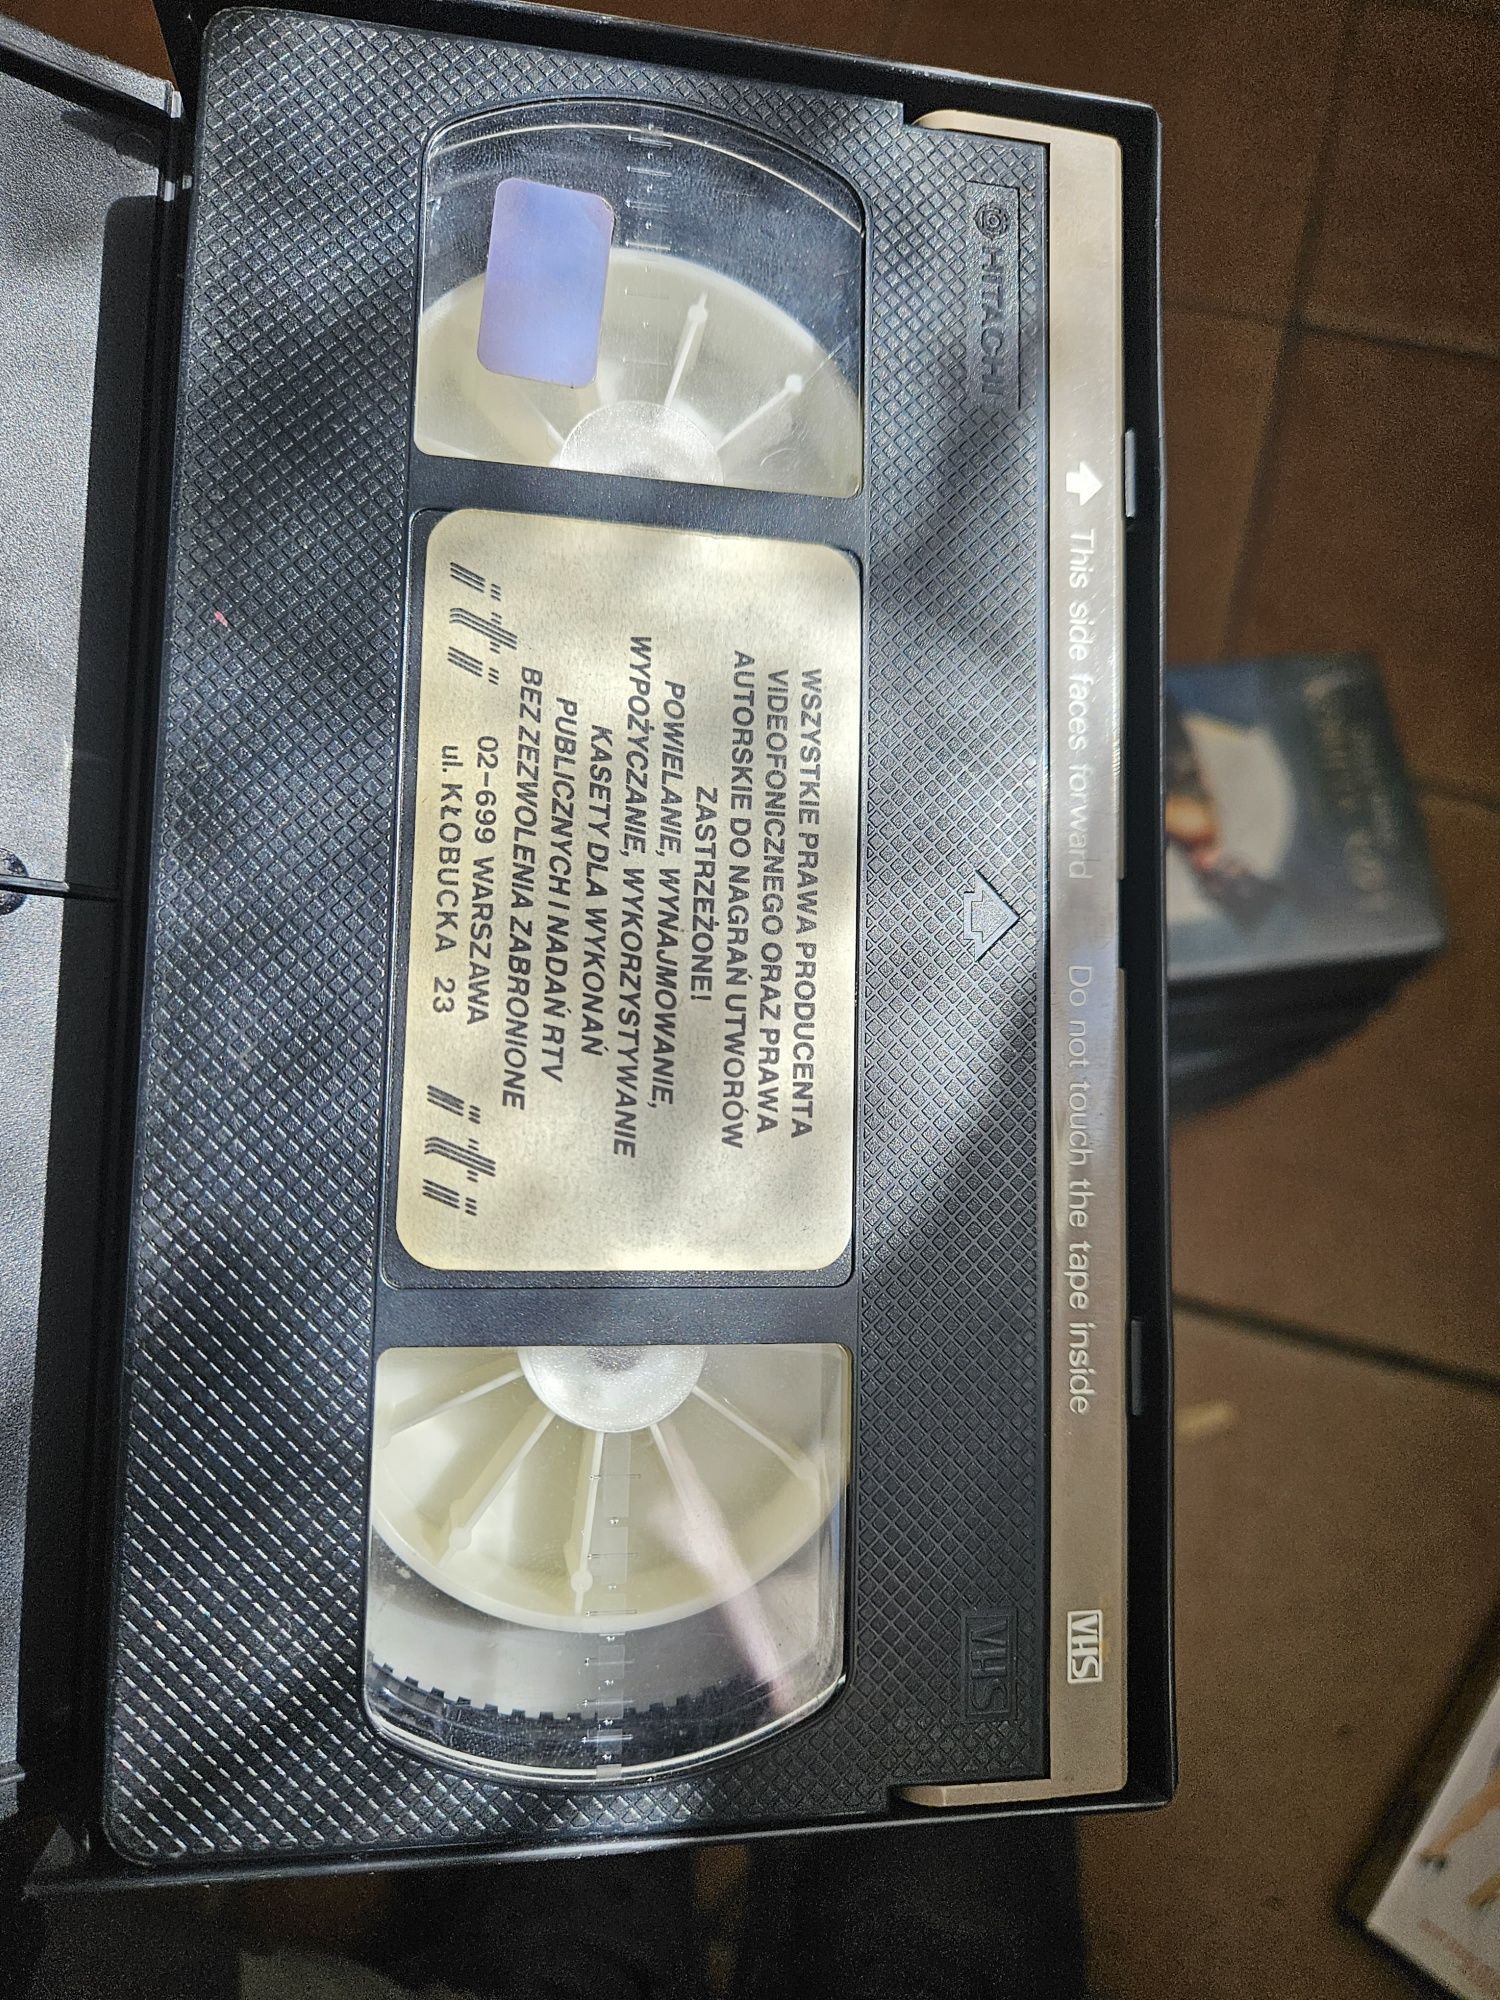 HITACHI
This side faces forward Do not touch the tape inside
VHS
VHS
WSZYSTKIE PRAWA PRODUCENTA
VIDEOFONICZNEGO ORAZ PRAWA
AUTORSKIE DO NAGRAŃ UTWORÓW
ZASTRZEŻONE!
POWIELANIE, WYNAJMOWANIE,
WYPOŻYCZANIE, WYKORZYSTYWANIE
KASETY DLA WYKONAŃ
PUBLICZNYCH I NADAŃ RTV
BEZ ZEZWOLENIA ZABRONIONE
02-699 WARSZAWA
ul. KŁOBUCKA 23